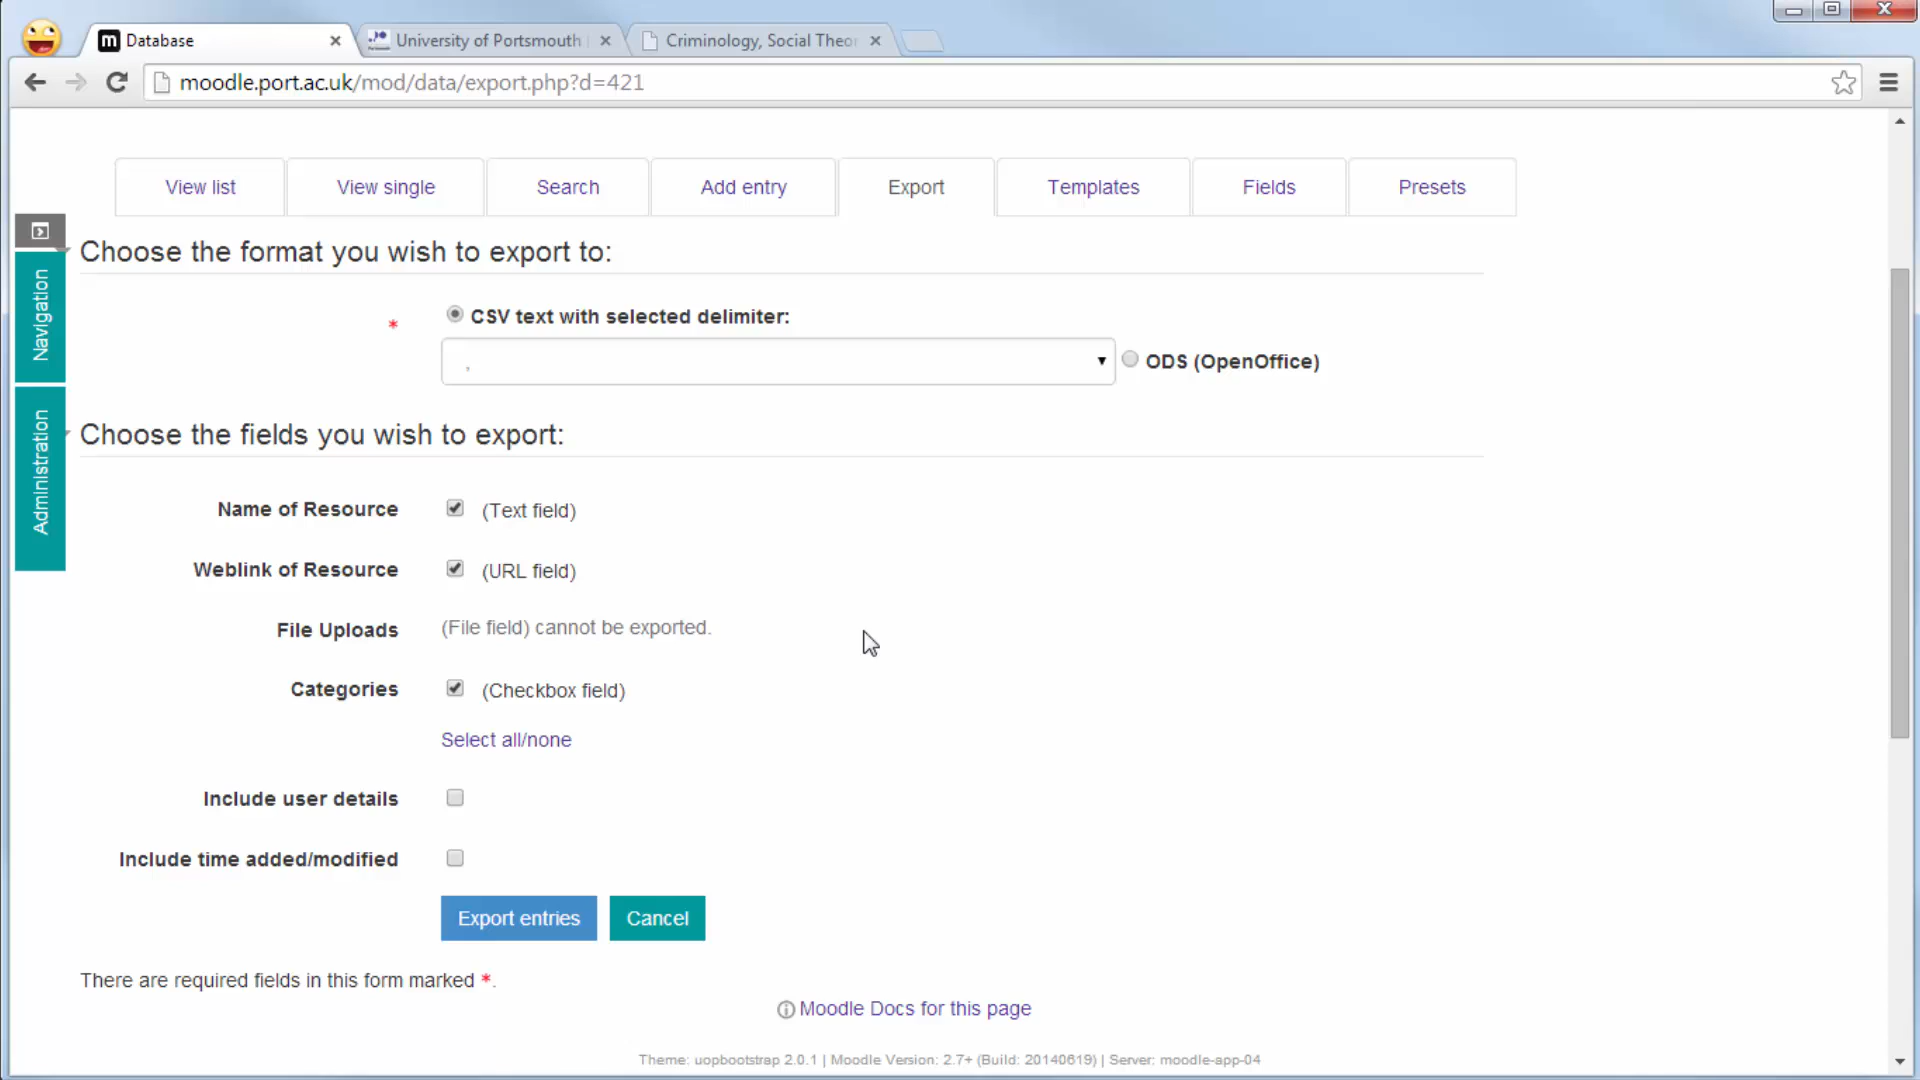 Database
University of Portsmouth
Criminology, Social Theor
moodle.port.ac.uk/mod/data/export.php?d=421
View list
View single
Search
Add entry
Export
Templates
Fields
Presets
Navigation
Administration
Choose the format you wish to export to:
* CSV text with selected delimiter:
, ODS (OpenOffice)
Choose the fields you wish to export:
Name of Resource (Text field)
Weblink of Resource (URL field)
File Uploads (File field) cannot be exported.
Categories (Checkbox field)
Select all/none
Include user details
Include time added/modified
Export entries Cancel
There are required fields in this form marked *.
Moodle Docs for this page
Theme: uopbootstrap 2.0.1 | Moodle Version: 2.7+ (Build: 20140619) | Server: moodle-app-04